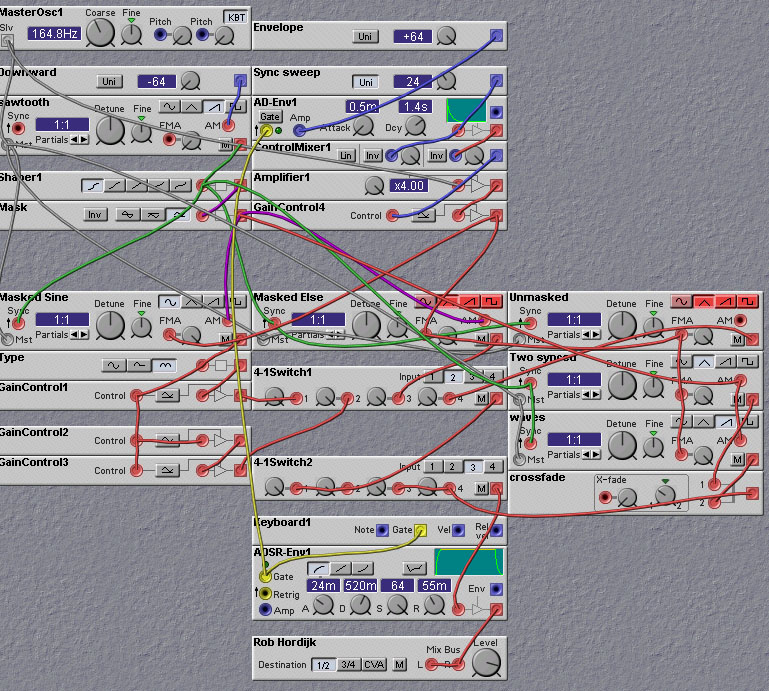 MasterOsc1
Coarse Fine Pitch Pitch KBT
Slv 164.8Hz
Envelope
Uni +64
Downward
Uni -64
Sync sweep
Uni 24
sawtooth
Detune Fine
Sync 1:1
FMA AM
Mst Partials M
AD-Env1
Gate Amp 0.5m 1.4s
Attack Dcy
ControlMixer1
Lin Inv Inv
Shaper1
Amplifier1
x4.00
Mask
Inv
GainControl4
Control
Masked Sine
Detune Fine
Sync 1:1
FMA AM
Mst Partials M
Masked Else
Detune Fine
Sync 1:1
FMA AM
Mst Partials M
Unmasked
Detune Fine
Sync 1:1
FMA AM
Mst Partials M
Type
GainControl1
Control
4-1Switch1
Input 1 2 3 4
1 2 3 4 M
Two synced
Detune Fine
Sync 1:1
FMA AM
Mst Partials M
GainControl2
Control
GainControl3
Control
waves
Detune Fine
Sync 1:1
FMA AM
Mst Partials M
4-1Switch2
Input 1 2 3 4
1 2 3 4 M
crossfade
X-fade
1
2
Keyboard1
Note Gate Vel Rel vel
ADSR-Env1
Gate 24m 520m 64 55m Env
Retrig
Amp A D S R
Rob Hordijk
Mix Bus Level
Destination 1/2 3/4 CVA M L R